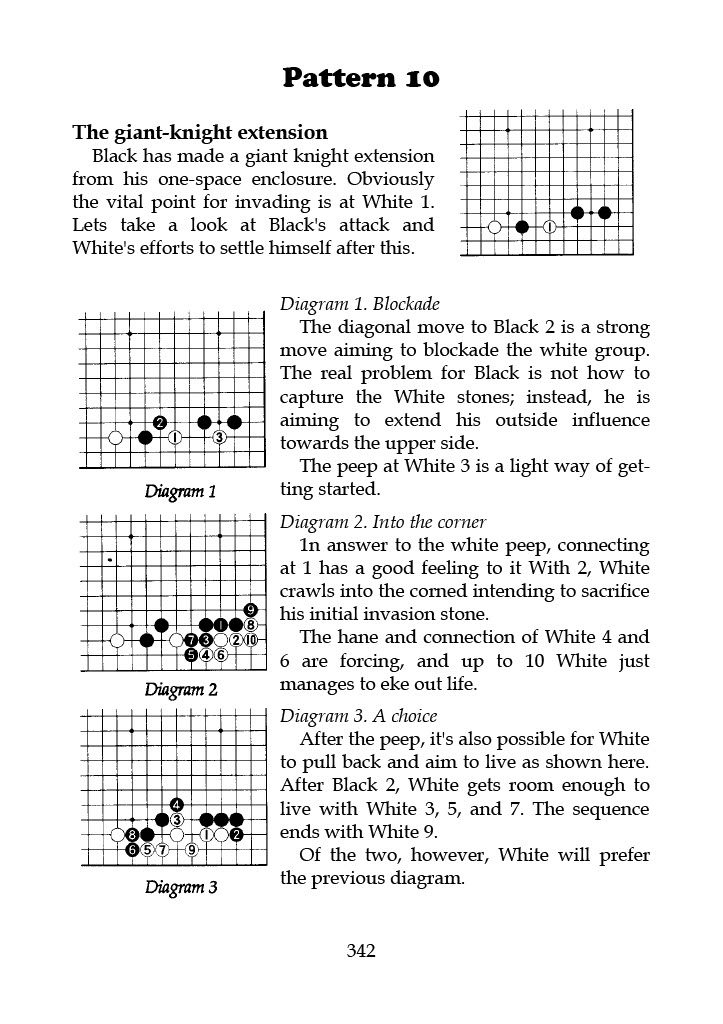 Pattern 10
The giant-knight extension
Black has made a giant knight extension
from his one-space enclosure. Obviously
the vital point for invading is at White 1.
Lets take a look at Black's attack and
White's efforts to settle himself after this.
1
Diagram 1. Blockade
The diagonal move to Black 2 is a strong
move aiming to blockade the white group.
The real problem for Black is not how to
capture the White stones; instead, he is
aiming to extend his outside influence
towards the upper side.
The peep at White 3 is a light way of get-
ting started.
2
1 3
Diagram 1
Diagram 2. Into the corner
1n answer to the white peep, connecting
at 1 has a good feeling to it With 2, White
crawls into the corned intending to sacrifice
his initial invasion stone.
The hane and connection of White 4 and
6 are forcing, and up to 10 White just
manages to eke out life.
9
1 8
7 3 2 10
5 4 6
Diagram 2
Diagram 3. A choice
After the peep, it's also possible for White
to pull back and aim to live as shown here.
After Black 2, White gets room enough to
live with White 3, 5, and 7. The sequence
ends with White 9.
Of the two, however, White will prefer
the previous diagram.
4
3
8 1 2
6 5 7 9
Diagram 3
342